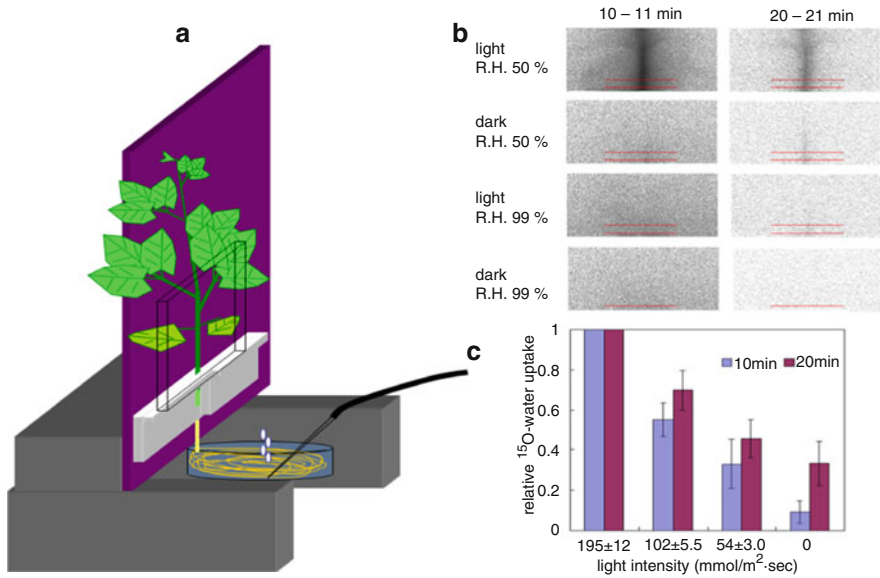 a
b
10 – 11 min
20 – 21 min
light
R.H. 50 %
dark
R.H. 50 %
light
R.H. 99 %
dark
R.H. 99 %
c
relative ¹⁵O-water uptake
1
0.8
0.6
0.4
0.2
0
10min
20min
195±12
102±5.5
54±3.0
0
light intensity (mmol/m²·sec)